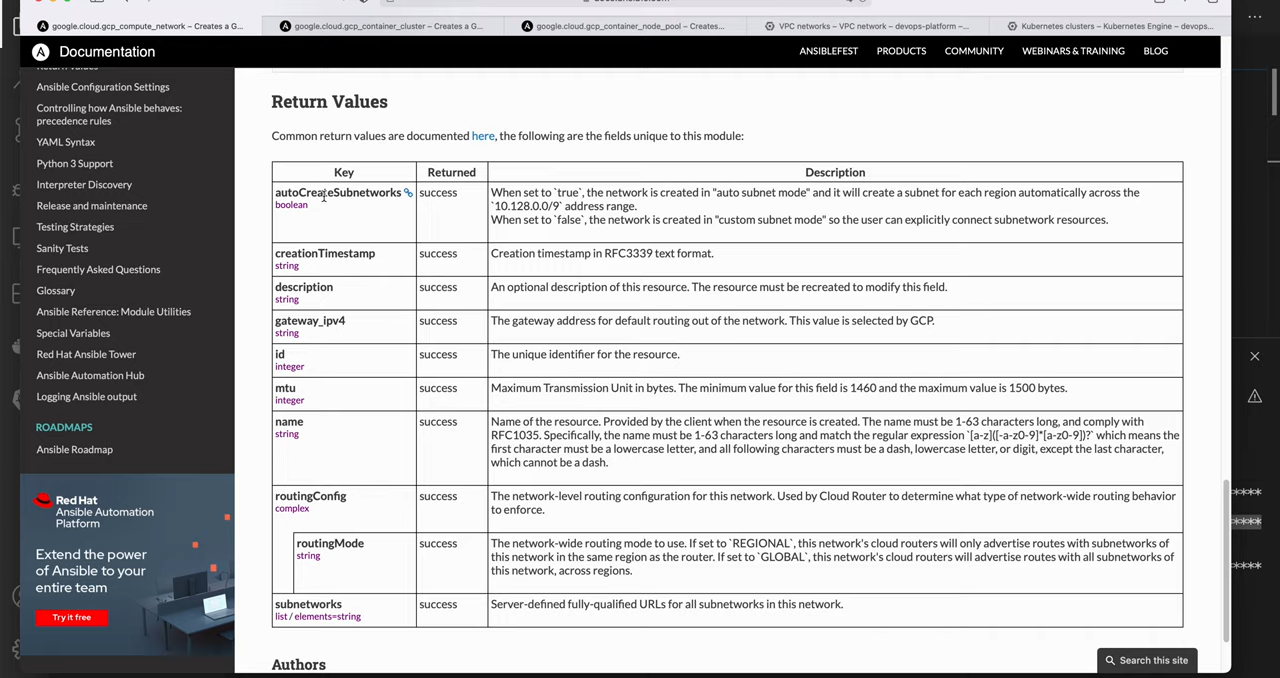 google.cloud.gcp_compute_network – Creates a G...
google.cloud.gcp_container_cluster – Creates a G...
google.cloud.gcp_container_node_pool – Creates...
VPC networks – VPC network – devops-platform –...
Kubernetes clusters – Kubernetes Engine – devops...
A Documentation
ANSIBLEFEST PRODUCTS COMMUNITY WEBINARS & TRAINING BLOG
Return Values
Ansible Configuration Settings
Controlling how Ansible behaves:
precedence rules
YAML Syntax
Python 3 Support
Interpreter Discovery
Release and maintenance
Testing Strategies
Sanity Tests
Frequently Asked Questions
Glossary
Ansible Reference: Module Utilities
Special Variables
Red Hat Ansible Tower
Ansible Automation Hub
Logging Ansible output
ROADMAPS
Ansible Roadmap
Red Hat
Ansible Automation
Platform
Extend the power
of Ansible to your
entire team
Try it free
Return Values
Common return values are documented here, the following are the fields unique to this module:
Key Returned Description
autoCreateSubnetworks success When set to `true`, the network is created in "auto subnet mode" and it will create a subnet for each region automatically across the
boolean `10.128.0.0/9` address range.
When set to `false`, the network is created in "custom subnet mode" so the user can explicitly connect subnetwork resources.
creationTimestamp success Creation timestamp in RFC3339 text format.
string
description success An optional description of this resource. The resource must be recreated to modify this field.
string
gateway_ipv4 success The gateway address for default routing out of the network. This value is selected by GCP.
string
id success The unique identifier for the resource.
integer
mtu success Maximum Transmission Unit in bytes. The minimum value for this field is 1460 and the maximum value is 1500 bytes.
integer
name success Name of the resource. Provided by the client when the resource is created. The name must be 1-63 characters long, and comply with
string RFC1035. Specifically, the name must be 1-63 characters long and match the regular expression `[a-z]([-a-z0-9]*[a-z0-9])?` which means the
first character must be a lowercase letter, and all following characters must be a dash, lowercase letter, or digit, except the last character,
which cannot be a dash.
routingConfig success The network-level routing configuration for this network. Used by Cloud Router to determine what type of network-wide routing behavior
complex to enforce.
routingMode success The network-wide routing mode to use. If set to `REGIONAL`, this network's cloud routers will only advertise routes with subnetworks of
string this network in the same region as the router. If set to `GLOBAL`, this network's cloud routers will advertise routes with all subnetworks of
this network, across regions.
subnetworks success Server-defined fully-qualified URLs for all subnetworks in this network.
list / elements=string
Authors
Search this site
****
****
****